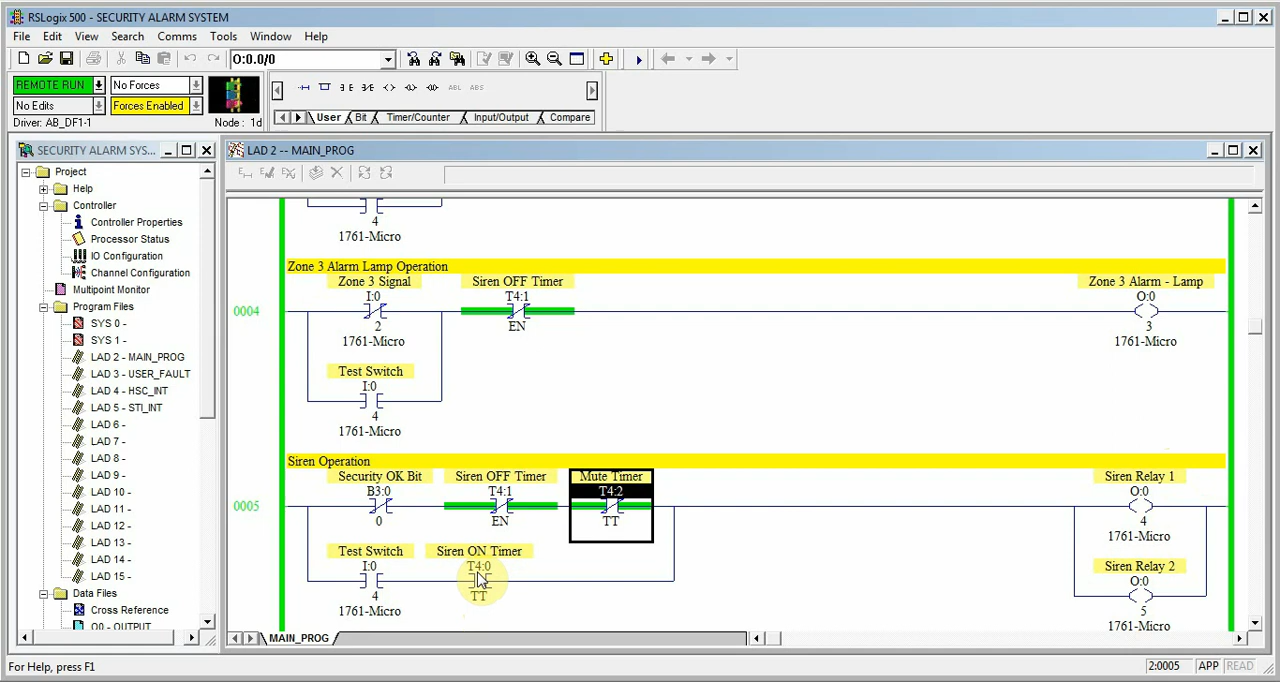 RSLogix 500 - SECURITY ALARM SYSTEM
File Edit View Search Comms Tools Window Help
O:0.0/0
REMOTE RUN No Forces
No Edits Forces Enabled
Driver: AB_DF1-1 Node : 1d
ABL ABS
User Bit Timer/Counter Input/Output Compare
SECURITY ALARM SYS...
Project
Help
Controller
Controller Properties
Processor Status
IO Configuration
Channel Configuration
Multipoint Monitor
Program Files
SYS 0 -
SYS 1 -
LAD 2 - MAIN_PROG
LAD 3 - USER_FAULT
LAD 4 - HSC_INT
LAD 5 - STI_INT
LAD 6 -
LAD 7 -
LAD 8 -
LAD 9 -
LAD 10 -
LAD 11 -
LAD 12 -
LAD 13 -
LAD 14 -
LAD 15 -
Data Files
Cross Reference
O0 - OUTPUT
LAD 2 -- MAIN_PROG
4
1761-Micro
Zone 3 Alarm Lamp Operation
Zone 3 Signal Siren OFF Timer Zone 3 Alarm - Lamp
I:0 T4:1 O:0
0004
2 EN 3
1761-Micro 1761-Micro
Test Switch
I:0
4
1761-Micro
Siren Operation
Security OK Bit Siren OFF Timer Mute Timer Siren Relay 1
B3:0 T4:1 T4:2 O:0
0005
0 EN TT 4
1761-Micro
Test Switch Siren ON Timer Siren Relay 2
I:0 T4:0 O:0
4 TT 5
1761-Micro 1761-Micro
MAIN_PROG
For Help, press F1 2:0005 APP READ